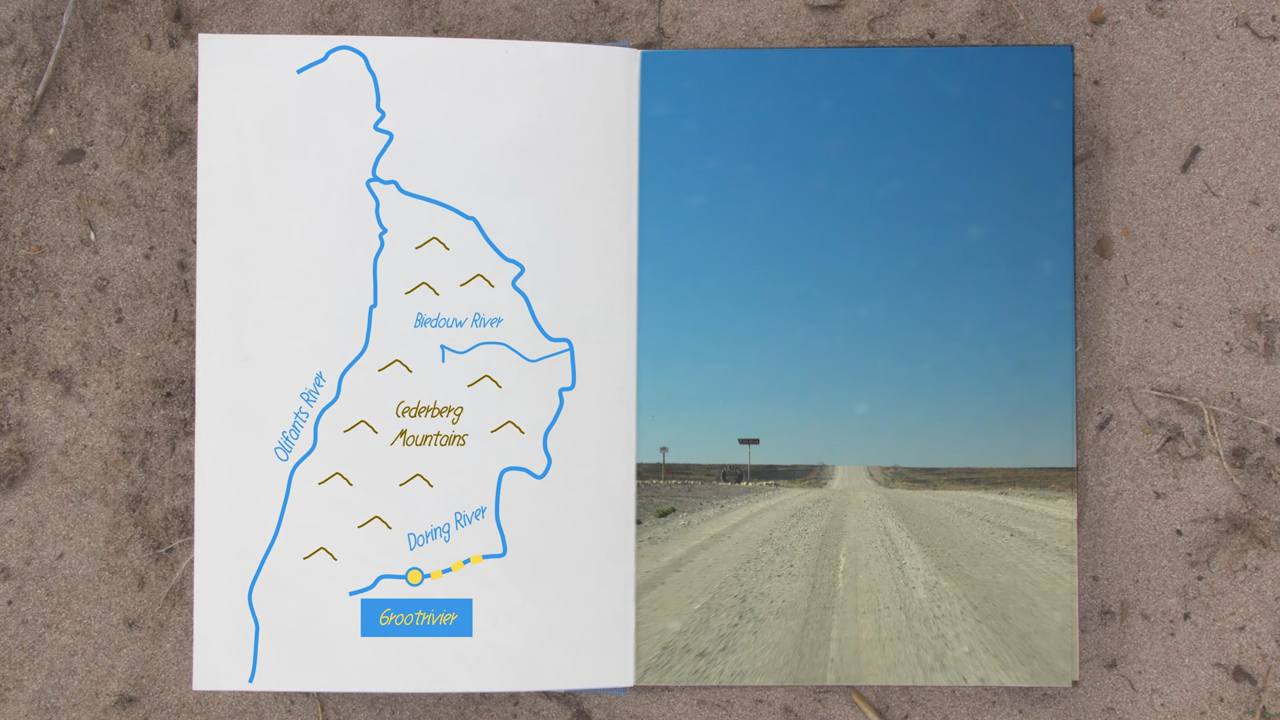 Biedouw River
Olifants River
Cederberg
Mountains
Doring River
Grootrivier